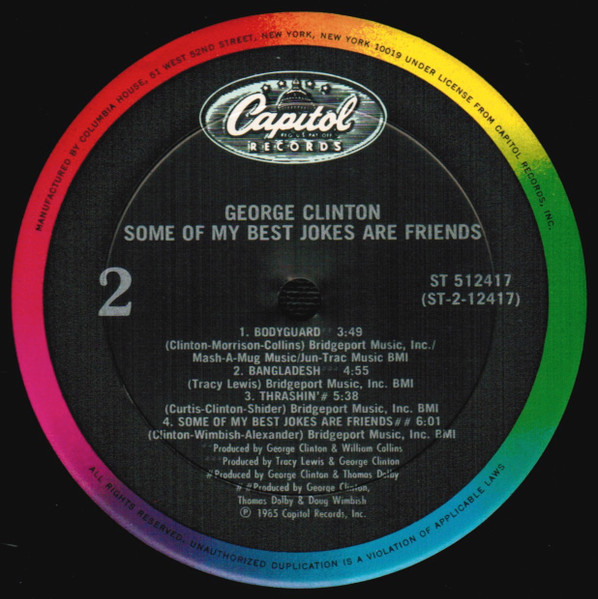 MANUFACTURED BY COLUMBIA HOUSE, 51 WEST 52ND STREET, NEW YORK, NEW YORK 10019 UNDER LICENSE FROM CAPITOL RECORDS, INC.
Capitol
REG. U.S. PAT. OFF.
RECORDS
GEORGE CLINTON
SOME OF MY BEST JOKES ARE FRIENDS
2
ST 512417
(ST-2-12417)
1. BODYGUARD** 3:49
(Clinton-Morrison-Collins) Bridgeport Music, Inc./
Mash-A-Mug Music/Jun-Trac Music BMI
2. BANGLADESH*** 4:55
(Tracy Lewis) Bridgeport Music, Inc. BMI
3. THRASHIN'# 5:38
(Curtis-Clinton-Shider) Bridgeport Music, Inc. BMI
4. SOME OF MY BEST JOKES ARE FRIENDS## 6:01
(Clinton-Wimbish-Alexander) Bridgeport Music, Inc. BMI
**Produced by George Clinton & William Collins
***Produced by Tracy Lewis & George Clinton
#Produced by George Clinton & Thomas Dolby
##Produced by George Clinton,
Thomas Dolby & Doug Wimbish
℗ 1985 Capitol Records, Inc.
ALL RIGHTS RESERVED. UNAUTHORIZED DUPLICATION IS A VIOLATION OF APPLICABLE LAWS